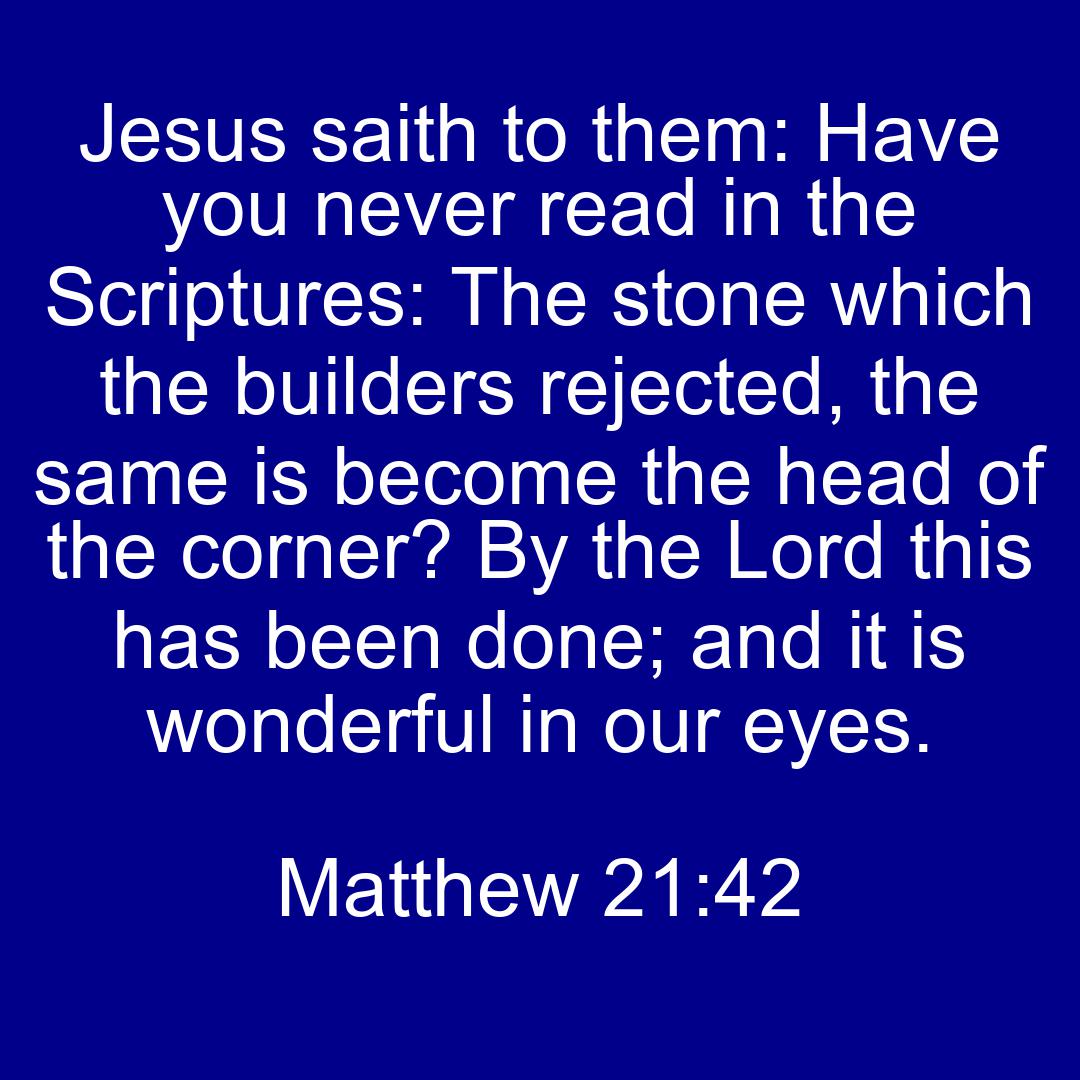 Jesus saith to them: Have
you never read in the
Scriptures: The stone which
the builders rejected, the
same is become the head of
the corner? By the Lord this
has been done; and it is
wonderful in our eyes.
Matthew 21:42